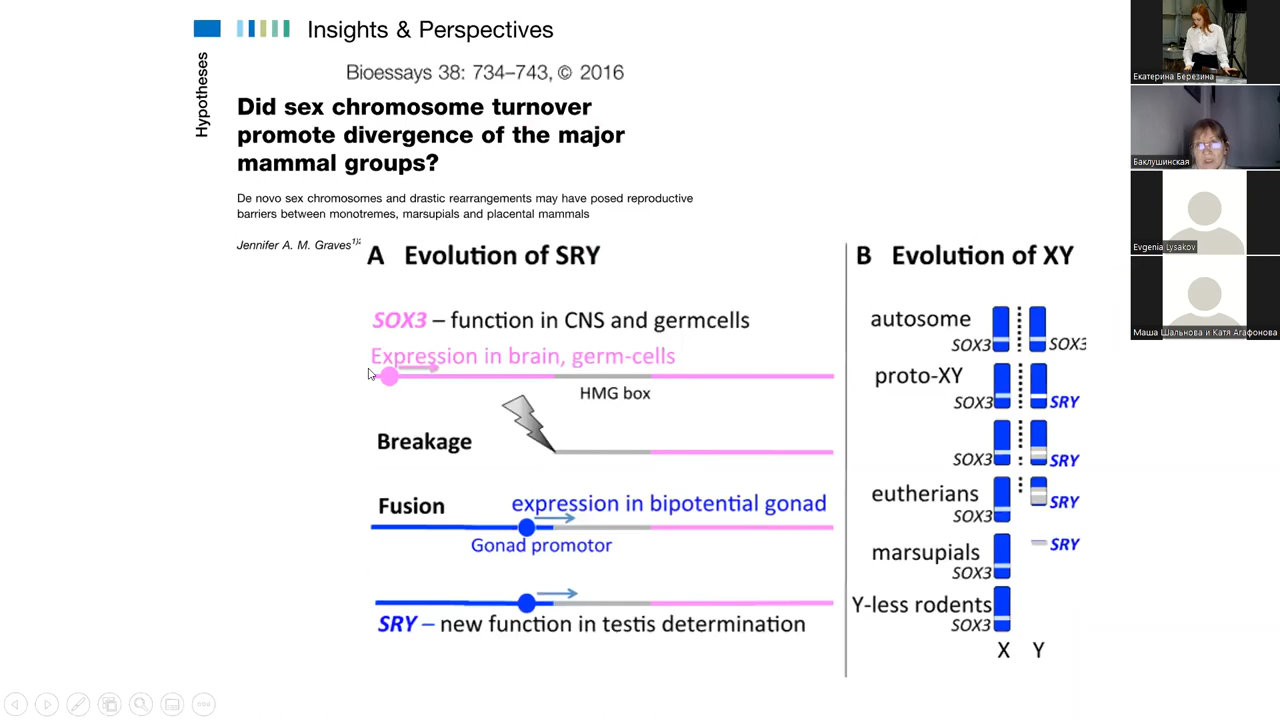 Insights & Perspectives
Hypotheses
Bioessays 38: 734–743, © 2016
Did sex chromosome turnover
promote divergence of the major
mammal groups?
De novo sex chromosomes and drastic rearrangements may have posed reproductive
barriers between monotremes, marsupials and placental mammals
Jennifer A. M. Graves
A Evolution of SRY
SOX3 – function in CNS and germcells
Expression in brain, germ-cells
HMG box
Breakage
Fusion
expression in bipotential gonad
Gonad promotor
SRY – new function in testis determination
B Evolution of XY
autosome
SOX3
SOX3
proto-XY
SOX3
SRY
SOX3
SRY
eutherians
SOX3
SRY
marsupials
SOX3
SRY
Y-less rodents
SOX3
X Y
Екатерина Березина
Баклушинская
Evgenia Lysakov
Маша Шальнова и Катя Агафонова